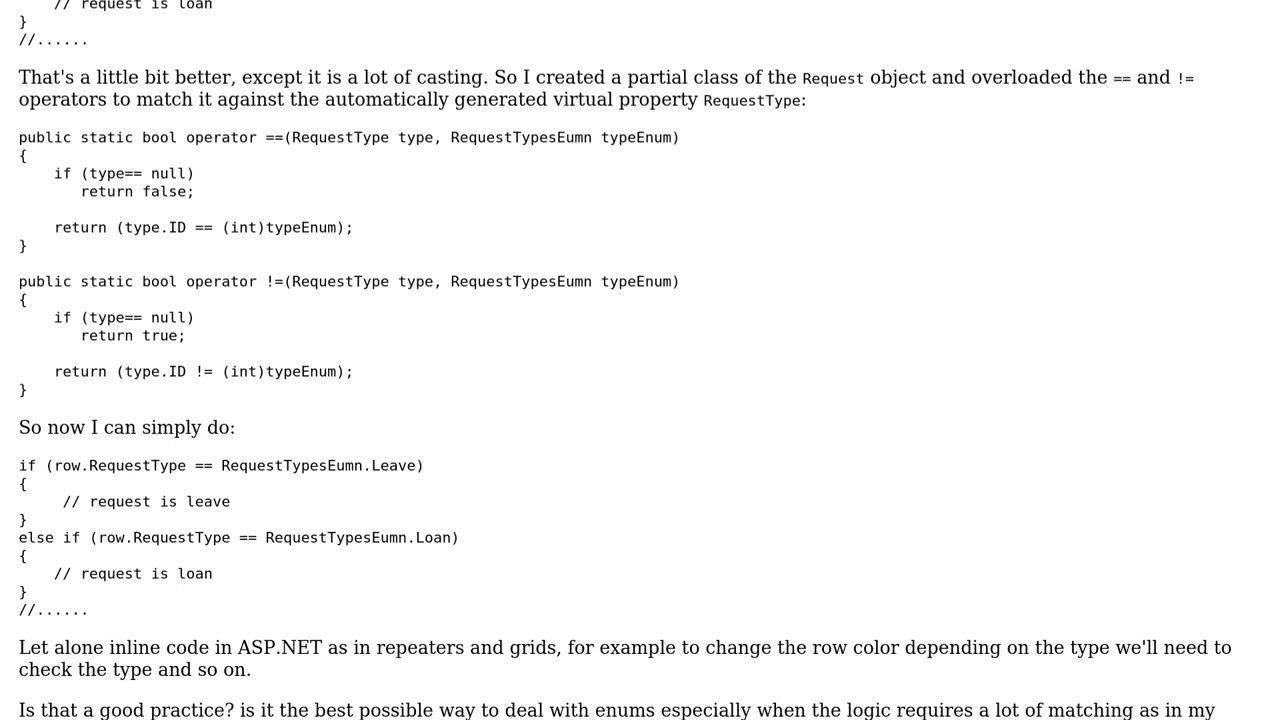 // request is loan
}
//......
That's a little bit better, except it is a lot of casting. So I created a partial class of the Request object and overloaded the == and !=
operators to match it against the automatically generated virtual property RequestType:
public static bool operator ==(RequestType type, RequestTypesEumn typeEnum)
{
    if (type== null)
       return false;
    return (type.ID == (int)typeEnum);
}
public static bool operator !=(RequestType type, RequestTypesEumn typeEnum)
{
    if (type== null)
       return true;
    return (type.ID != (int)typeEnum);
}
So now I can simply do:
if (row.RequestType == RequestTypesEumn.Leave)
{
     // request is leave
}
else if (row.RequestType == RequestTypesEumn.Loan)
{
    // request is loan
}
//......
Let alone inline code in ASP.NET as in repeaters and grids, for example to change the row color depending on the type we'll need to
check the type and so on.
Is that a good practice? is it the best possible way to deal with enums especially when the logic requires a lot of matching as in my